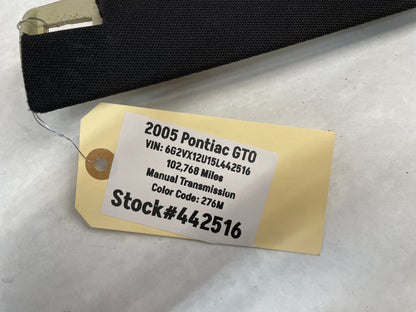 2005 Pontiac GTO
VIN: 6G2VX12U15L442516
102,768 Miles
Manual Transmission
Color Code: 276M
Stock#442516